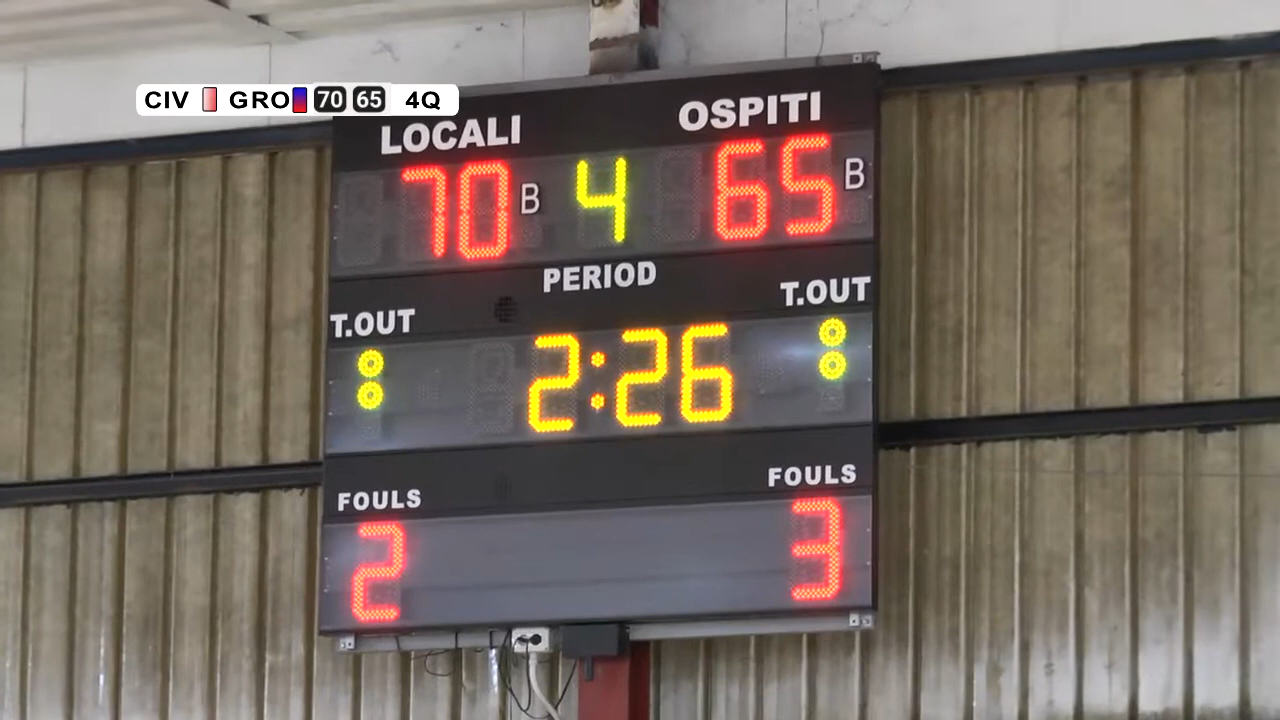 CIV GRO 70 65 4Q
LOCALI OSPITI
70 B 4 65 B
PERIOD
T.OUT T.OUT
2:26
FOULS FOULS
2 3